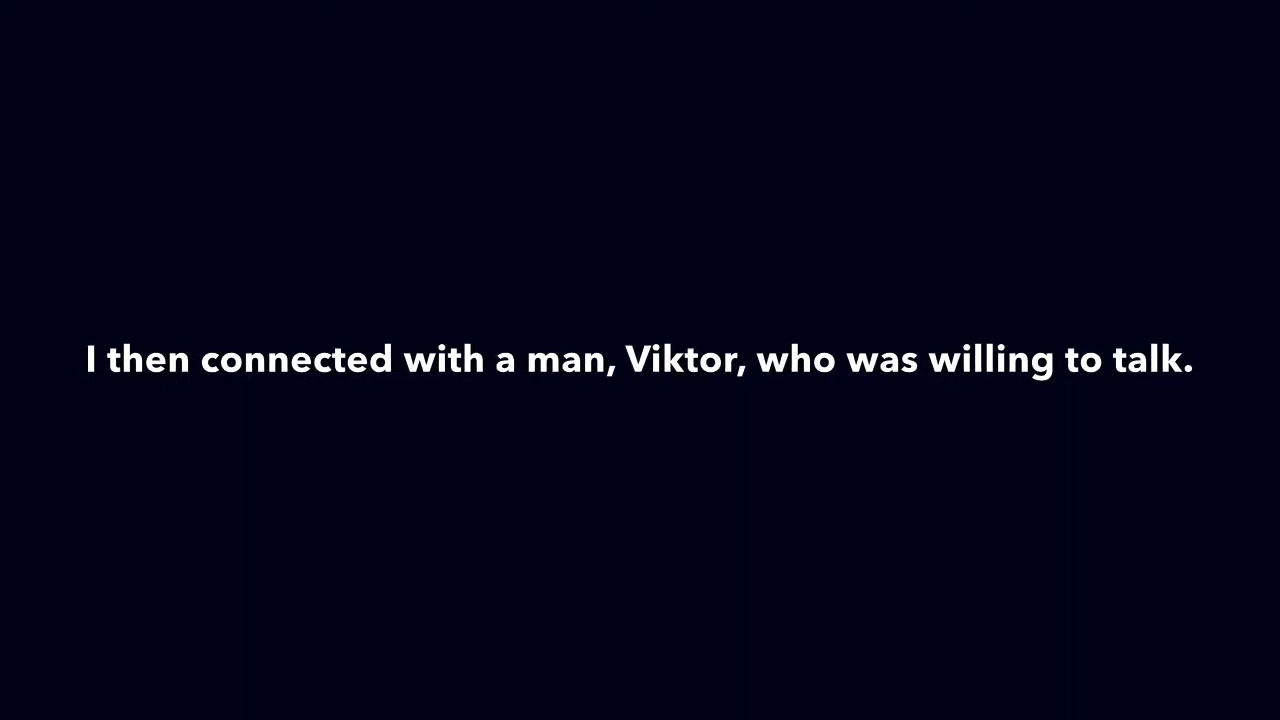 I then connected with a man, Viktor, who was willing to talk.